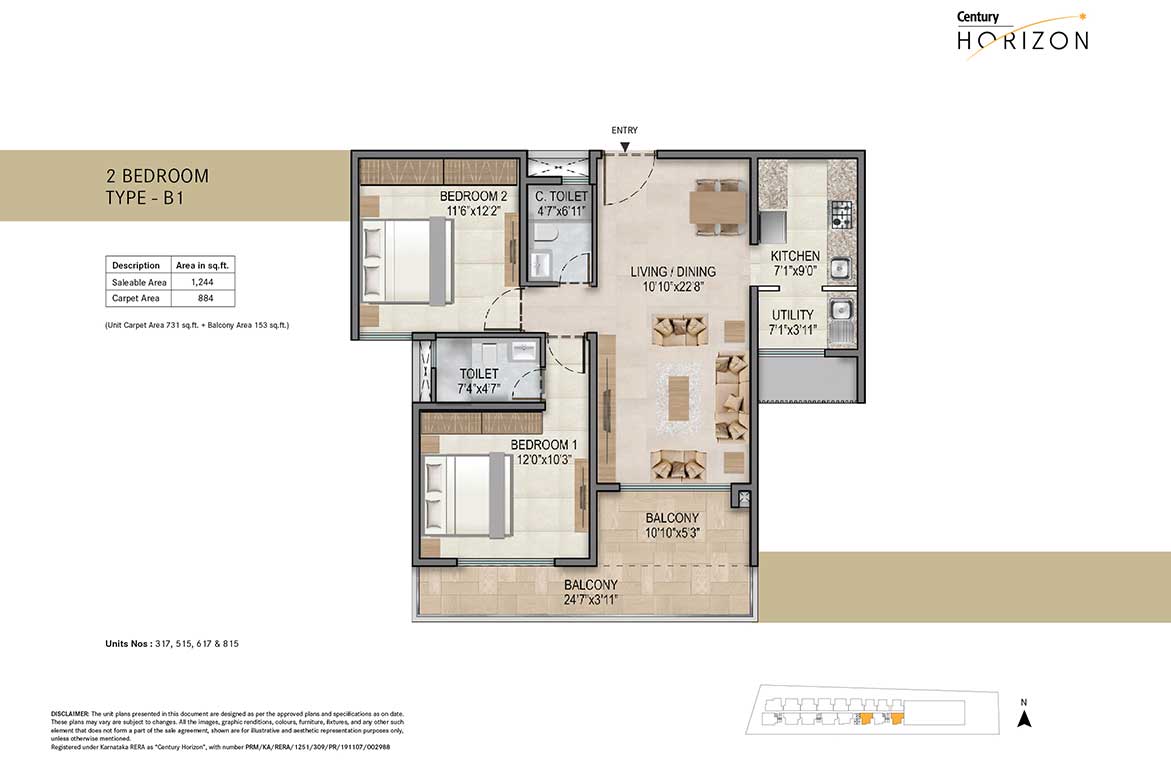 Century
HORIZON
ENTRY
2 BEDROOM
TYPE - B1
Description Area in sq.ft.
Saleable Area 1,244
Carpet Area 884
(Unit Carpet Area 731 sq.ft. + Balcony Area 153 sq.ft.)
BEDROOM 2
11'6"x12'2"
C. TOILET
4'7"x6'11"
LIVING / DINING
10'10"x22'8"
KITCHEN
7'1"x9'0"
UTILITY
7'1"x3'11"
TOILET
7'4"x4'7"
BEDROOM 1
12'0"x10'3"
BALCONY
10'10"x5'3"
BALCONY
24'7"x3'11"
Units Nos : 317, 515, 617 & 815
DISCLAIMER: The unit plans presented in this document are designed as per the approved plans and specifications as on date.
These plans may vary are subject to changes. All the images, graphic renditions, colours, furniture, fixtures, and any other such
element that does not form a part of the sale agreement, shown are for illustrative and aesthetic representation purposes only,
unless otherwise mentioned.
Registered under Karnataka RERA as "Century Horizon", with number PRM/KA/RERA/1251/309/PR/191107/002988
N